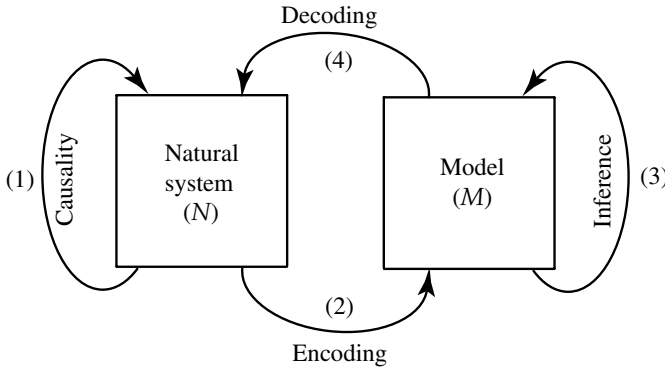 Decoding
(4)
Natural
system
(N)
Model
(M)
(1)
Causality
Inference
(3)
(2)
Encoding